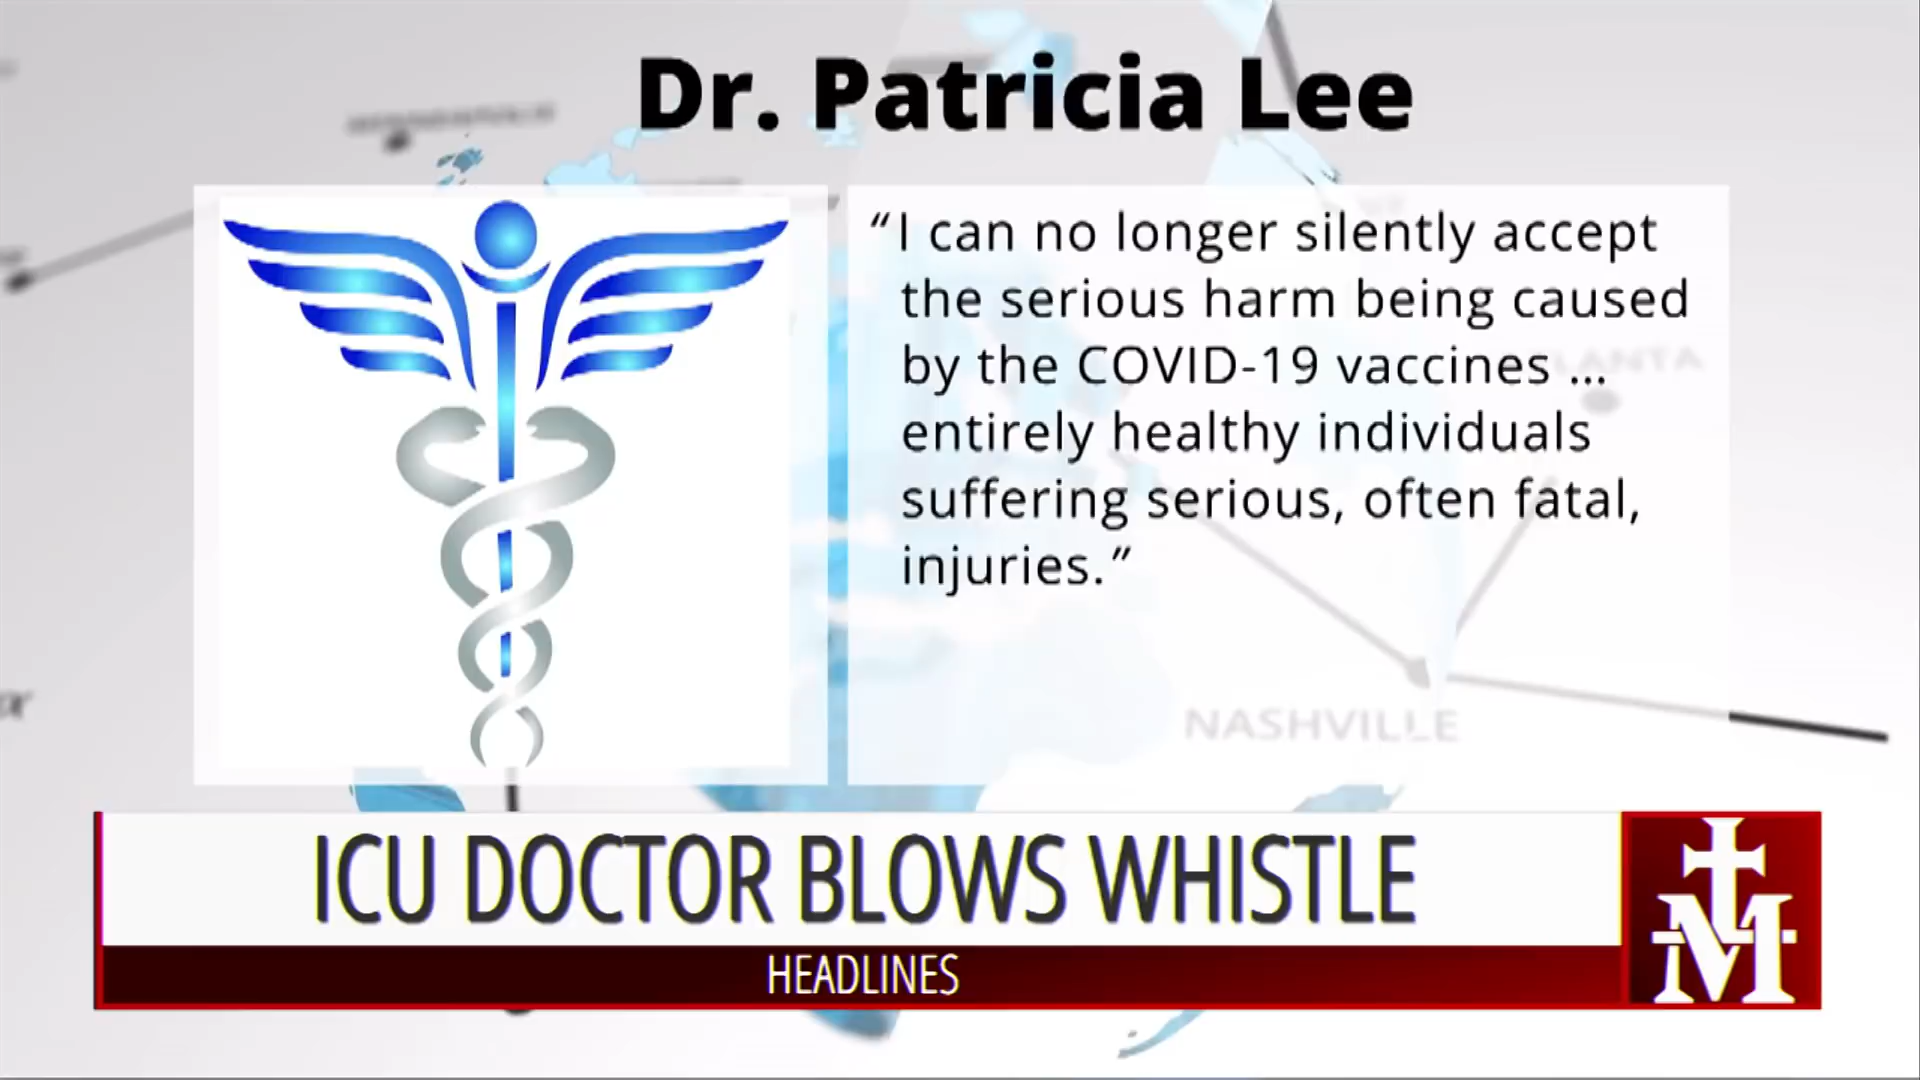 Dr. Patricia Lee
“I can no longer silently accept
the serious harm being caused
by the COVID-19 vaccines ...
entirely healthy individuals
suffering serious, often fatal,
injuries.”
NASHVILLE
ICU DOCTOR BLOWS WHISTLE
HEADLINES